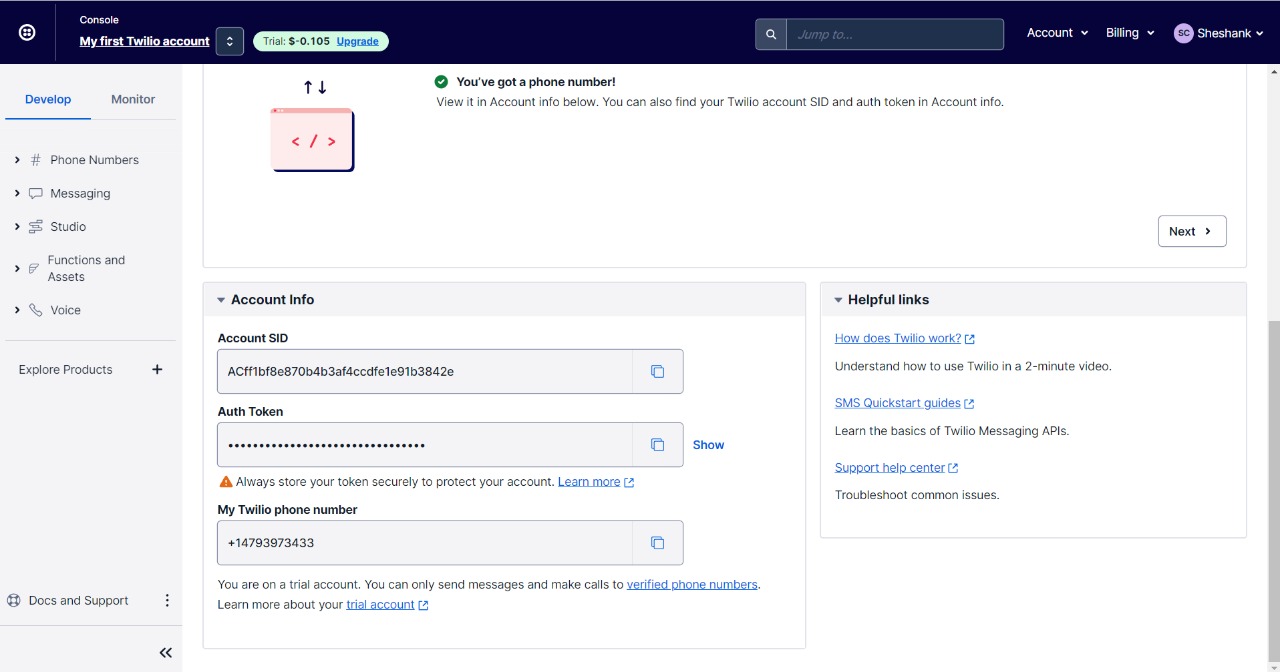 Console
My first Twilio account
Trial: $-0.105 Upgrade
Jump to...
Account
Billing
SC Sheshank
Develop
Monitor
Phone Numbers
Messaging
Studio
Functions and
Assets
Voice
Explore Products
Docs and Support
< / >
You've got a phone number!
View it in Account info below. You can also find your Twilio account SID and auth token in Account info.
Next
Account Info
Account SID
ACff1bf8e870b4b3af4ccdfe1e91b3842e
Auth Token
••••••••••••••••••••••••••••••••
Show
Always store your token securely to protect your account. Learn more
My Twilio phone number
+14793973433
You are on a trial account. You can only send messages and make calls to verified phone numbers.
Learn more about your trial account
Helpful links
How does Twilio work?
Understand how to use Twilio in a 2-minute video.
SMS Quickstart guides
Learn the basics of Twilio Messaging APIs.
Support help center
Troubleshoot common issues.